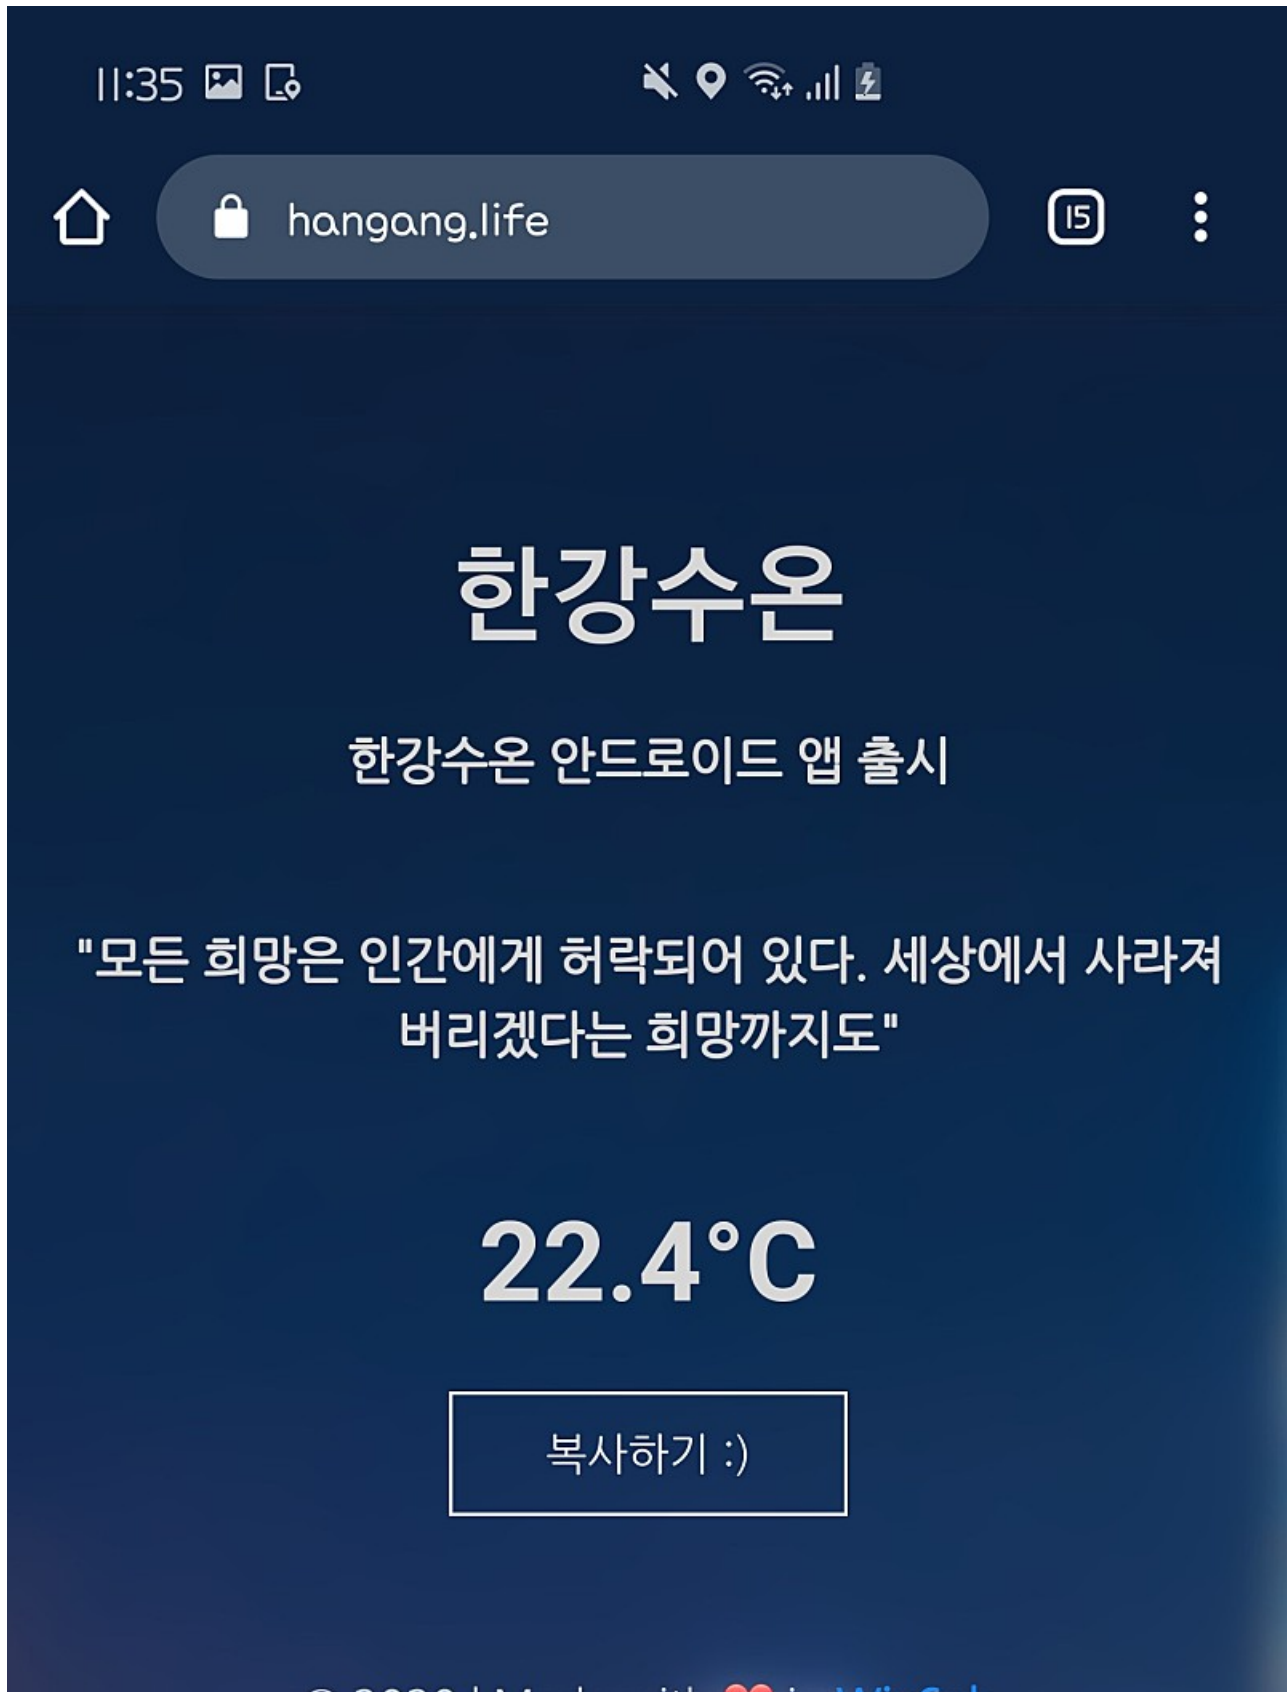 11:35
hangang.life
15
한강수온
한강수온 안드로이드 앱 출시
"모든 희망은 인간에게 허락되어 있다. 세상에서 사라져
버리겠다는 희망까지도"
22.4°C
복사하기 :)